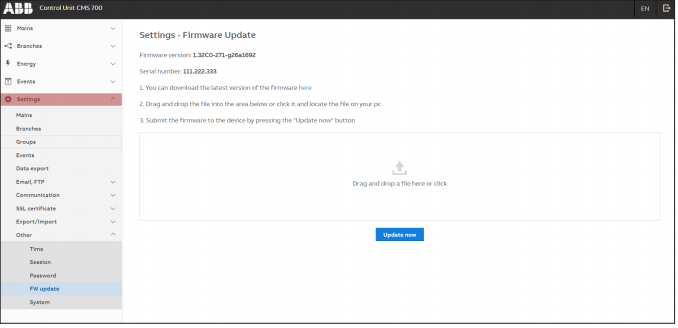 ABB Control Unit CMS 700 EN
Mains
Branches
Energy
Events
Settings
Mains
Branches
Groups
Events
Data export
Email, FTP
Communication
SSL certificate
Export/Import
Other
Time
Session
Password
FW update
System
Settings - Firmware Update
Firmware version: 1.32C0-271-g26a1692
Serial number: 111.222.333
1. You can download the latest version of the firmware here
2. Drag and drop the file into the area below or click it and locate the file on your pc
3. Submit the firmware to the device by pressing the "Update now" button
Drag and drop a file here or click
Update now